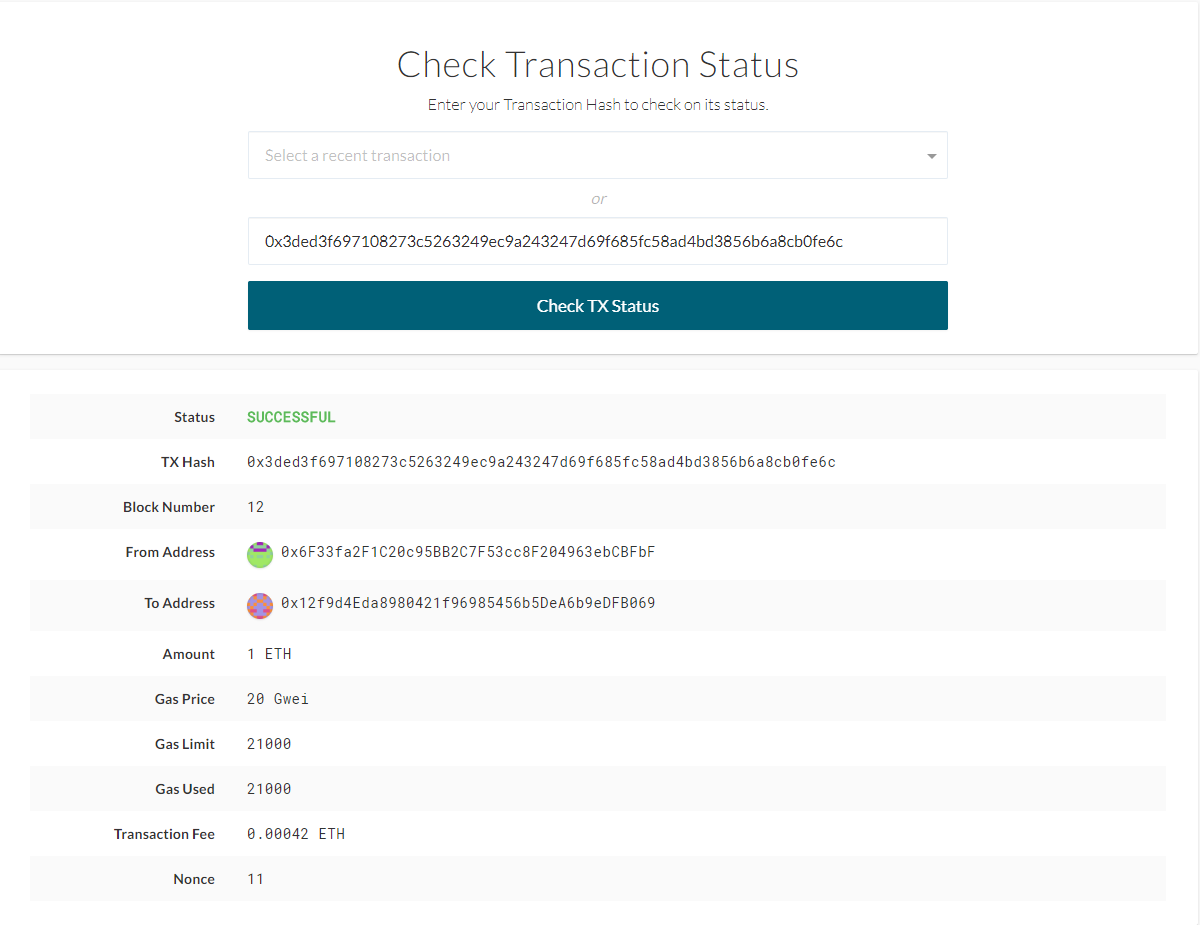 Check Transaction Status
Enter your Transaction Hash to check on its status.
Select a recent transaction
or
0x3ded3f697108273c5263249ec9a243247d69f685fc58ad4bd3856b6a8cb0fe6c
Check TX Status
Status SUCCESSFUL
TX Hash 0x3ded3f697108273c5263249ec9a243247d69f685fc58ad4bd3856b6a8cb0fe6c
Block Number 12
From Address 0x6F33fa2F1C20c95BB2C7F53cc8F204963ebCBFbF
To Address 0x12f9d4Eda8980421f96985456b5DeA6b9eDFB069
Amount 1 ETH
Gas Price 20 Gwei
Gas Limit 21000
Gas Used 21000
Transaction Fee 0.00042 ETH
Nonce 11